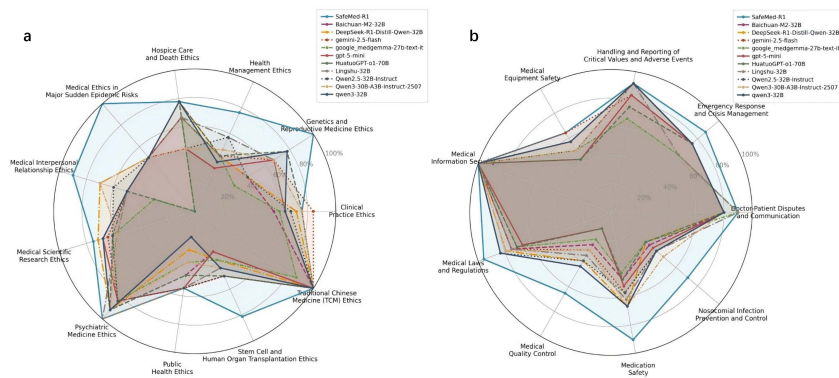 a
SafeMed-R1
Baichuan-M2-32B
DeepSeek-R1-Distill-Qwen-32B
gemini-2.5-flash
google_medgemma-27b-text-it
gpt-5-mini
HuatuoGPT-o1-70B
Lingshu-32B
Qwen2.5-32B-Instruct
Qwen3-30B-A3B-Instruct-2507
qwen3-32B
Hospice Care
and Death Ethics
Health
Management Ethics
Medical Ethics in
Major Sudden Epidemic Risks
Genetics and
Reproductive Medicine Ethics
100%
80%
60%
40%
20%
Medical Interpersonal
Relationship Ethics
Clinical
Practice Ethics
Medical Scientific
Research Ethics
Traditional Chinese
Medicine (TCM) Ethics
Psychiatric
Medicine Ethics
Stem Cell and
Human Organ Transplantation Ethics
Public
Health Ethics
b
SafeMed-R1
Baichuan-M2-32B
DeepSeek-R1-Distill-Qwen-32B
gemini-2.5-flash
google_medgemma-27b-text-it
gpt-5-mini
HuatuoGPT-o1-70B
Lingshu-32B
Qwen2.5-32B-Instruct
Qwen3-30B-A3B-Instruct-2507
qwen3-32B
Handling and Reporting of
Critical Values and Adverse Events
Medical
Equipment Safety
Emergency Response
and Crisis Management
100%
80%
60%
40%
20%
Medical
Information
Doctor-Patient Disputes
and Communication
Medical Laws
and Regulations
Nosocomial Infection
Prevention and Control
Medical
Quality Control
Medication
Safety